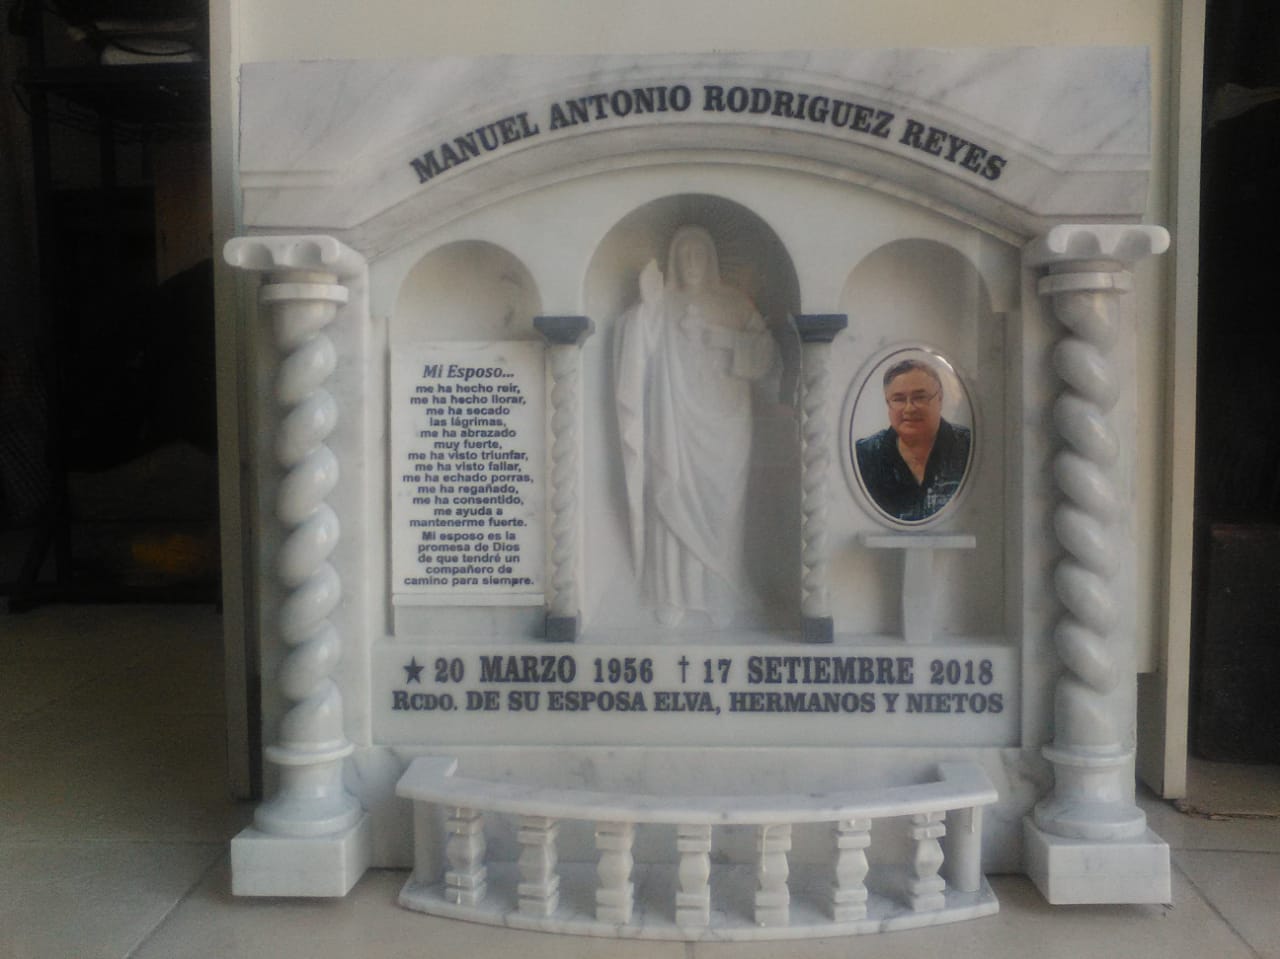 MANUEL ANTONIO RODRIGUEZ REYES
Mi Esposo...
me ha hecho reir,
me ha hecho llorar,
me ha secado
las lágrimas,
me ha abrazado
muy fuerte,
me ha visto triunfar,
me ha visto fallar,
me ha echado porras,
me ha regañado,
me ha consentido,
me ayuda a
mantenerme fuerte.
Mi esposo es la
promesa de Dios
de que tendré un
compañero de
camino para siempre.
★ 20 MARZO 1956 † 17 SETIEMBRE 2018
RCDO. DE SU ESPOSA ELVA, HERMANOS Y NIETOS